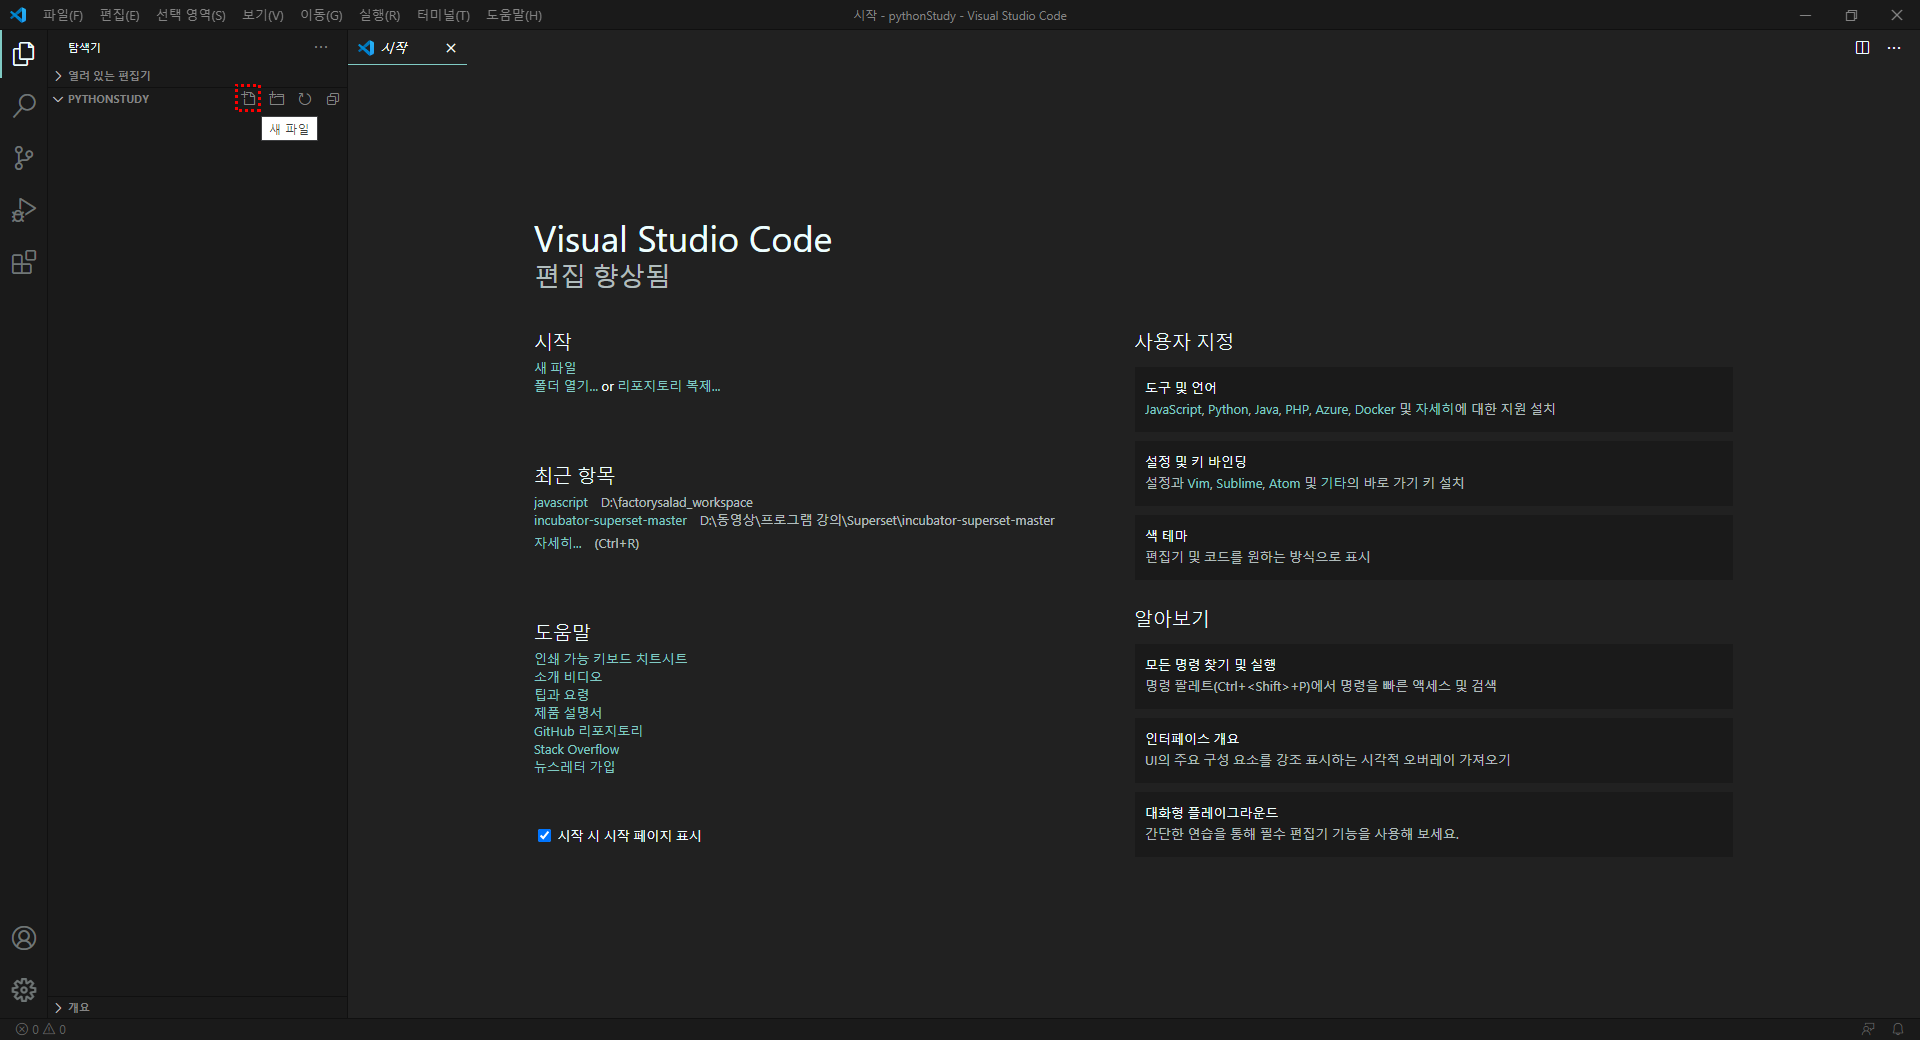 파일(F) 편집(E) 선택 영역(S) 보기(V) 이동(G) 실행(R) 터미널(T) 도움말(H)
시작 - pythonStudy - Visual Studio Code
탐색기
시작
열려 있는 편집기
PYTHONSTUDY
새 파일
Visual Studio Code
편집 향상됨
시작
새 파일
폴더 열기... or 리포지토리 복제...
최근 항목
javascript D:\factorysalad_workspace
incubator-superset-master D:\동영상\프로그램 강의\Superset\incubator-superset-master
자세히... (Ctrl+R)
도움말
인쇄 가능 키보드 치트시트
소개 비디오
팁과 요령
제품 설명서
GitHub 리포지토리
Stack Overflow
뉴스레터 가입
시작 시 시작 페이지 표시
사용자 지정
도구 및 언어
JavaScript, Python, Java, PHP, Azure, Docker 및 자세히에 대한 지원 설치
설정 및 키 바인딩
설정과 Vim, Sublime, Atom 및 기타의 바로 가기 키 설치
색 테마
편집기 및 코드를 원하는 방식으로 표시
알아보기
모든 명령 찾기 및 실행
명령 팔레트(Ctrl+<Shift>+P)에서 명령을 빠른 액세스 및 검색
인터페이스 개요
UI의 주요 구성 요소를 강조 표시하는 시각적 오버레이 가져오기
대화형 플레이그라운드
간단한 연습을 통해 필수 편집기 기능을 사용해 보세요.
개요
0 0